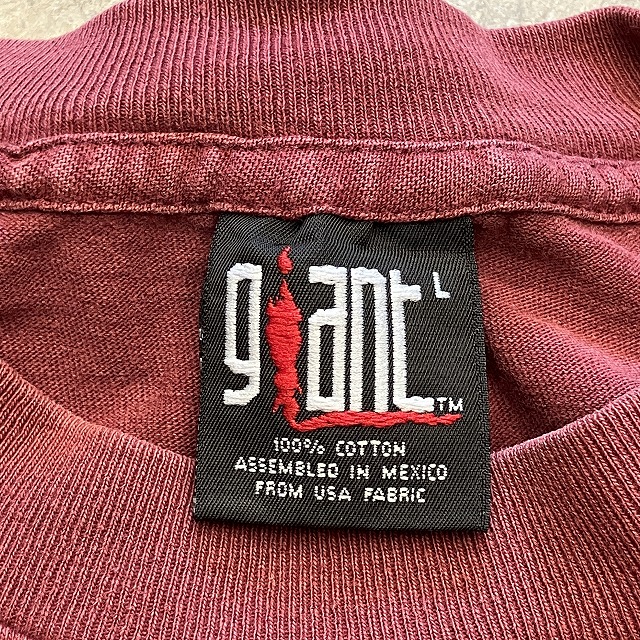 giant L
TM
100% COTTON
ASSEMBLED IN MEXICO
FROM USA FABRIC